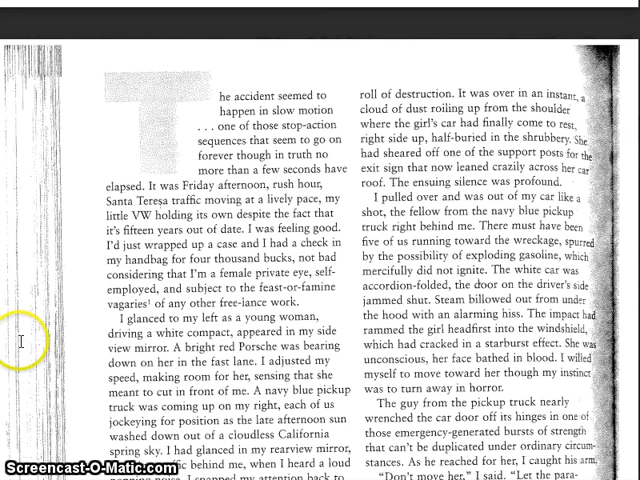 The accident seemed to
happen in slow motion
. . . one of those stop-action
sequences that seem to go on
forever though in truth no
more than a few seconds have
elapsed. It was Friday afternoon, rush hour,
Santa Teresa traffic moving at a lively pace, my
little VW holding its own despite the fact that
it's fifteen years out of date. I was feeling good.
I'd just wrapped up a case and I had a check in
my handbag for four thousand bucks, not bad
considering that I'm a female private eye, self-
employed, and subject to the feast-or-famine
vagaries¹ of any other free-lance work.
I glanced to my left as a young woman,
driving a white compact, appeared in my side
view mirror. A bright red Porsche was bearing
down on her in the fast lane. I adjusted my
speed, making room for her, sensing that she
meant to cut in front of me. A navy blue pickup
truck was coming up on my right, each of us
jockeying for position as the late afternoon sun
washed down out of a cloudless California
spring sky. I had glanced in my rearview mirror,
behind me, when I heard a loud
noise. I snapped my attention back to
roll of destruction. It was over in an instant, a
cloud of dust roiling up from the shoulder
where the girl's car had finally come to rest,
right side up, half-buried in the shrubbery. She
had sheared off one of the support posts for the
exit sign that now leaned crazily across her car
roof. The ensuing silence was profound.
I pulled over and was out of my car like a
shot, the fellow from the navy blue pickup
truck right behind me. There must have been
five of us running toward the wreckage, spurred
by the possibility of exploding gasoline, which
mercifully did not ignite. The white car was
accordion-folded, the door on the driver's side
jammed shut. Steam billowed out from under
the hood with an alarming hiss. The impact had
rammed the girl headfirst into the windshield,
which had cracked in a starburst effect. She was
unconscious, her face bathed in blood. I willed
myself to move toward her though my instinct
was to turn away in horror.
The guy from the pickup truck nearly
wrenched the car door off its hinges in one of
those emergency-generated bursts of strength
that can't be duplicated under ordinary circum-
stances. As he reached for her, I caught his arm.
"Don't move her," I said. "Let the para-
Screencast-O-Matic.com